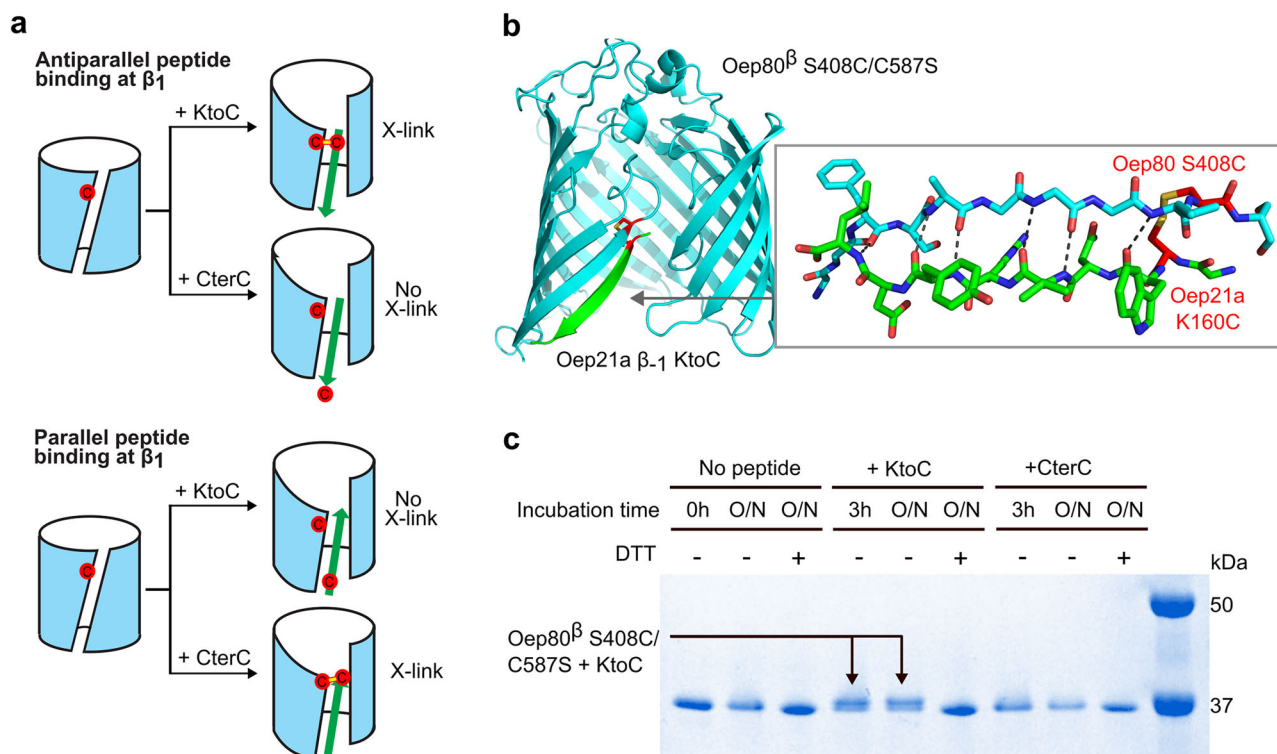 a
Antiparallel peptide
binding at β1
+ KtoC
C
C C
X-link
+ CterC
C
No
X-link
C
Parallel peptide
binding at β1
+ KtoC
C
C
No
X-link
C
+ CterC
C C
X-link
b
Oep80β S408C/C587S
Oep80 S408C
Oep21a
K160C
Oep21a β-1 KtoC
c
No peptide + KtoC +CterC
Incubation time 0h O/N O/N 3h O/N O/N 3h O/N O/N
DTT - - + - - + - - +
kDa
50
Oep80β S408C/
C587S + KtoC
37